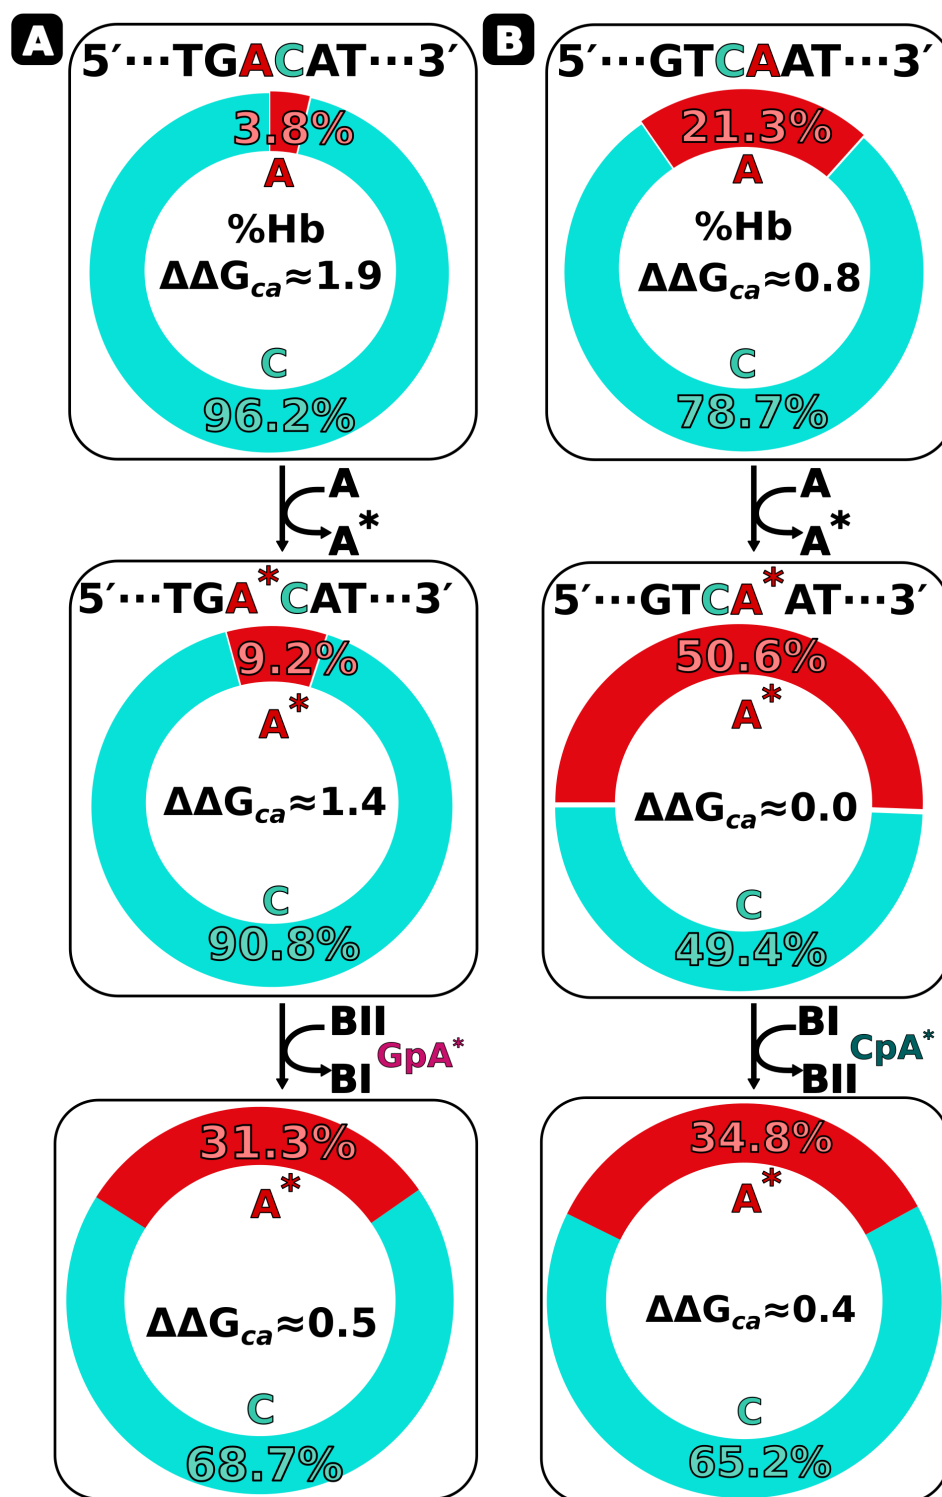 A
5′···TGACAT···3′
3.8%
A
%Hb
ΔΔGca≈1.9
C
96.2%
A
A*
5′···TGA*CAT···3′
9.2%
A*
ΔΔGca≈1.4
C
90.8%
BII
GpA*
BI
31.3%
A*
ΔΔGca≈0.5
C
68.7%
B
5′···GTCAAT···3′
21.3%
A
%Hb
ΔΔGca≈0.8
C
78.7%
A
A*
5′···GTCA*AT···3′
50.6%
A*
ΔΔGca≈0.0
C
49.4%
BI
CpA*
BII
34.8%
A*
ΔΔGca≈0.4
C
65.2%